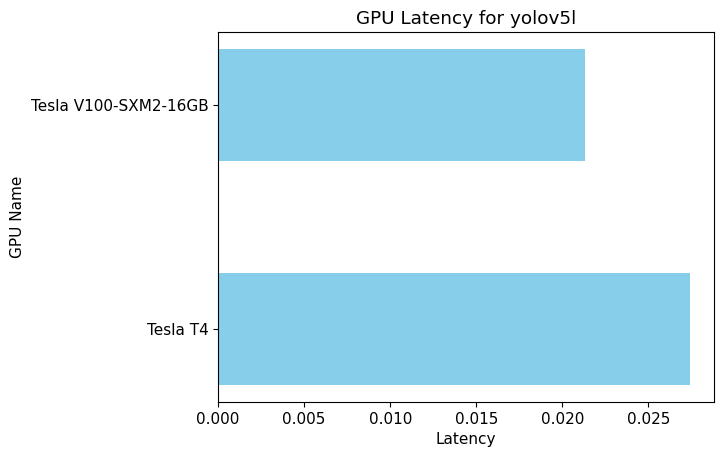 GPU Latency for yolov5l
Tesla V100-SXM2-16GB
GPU Name
Tesla T4
0.000 0.005 0.010 0.015 0.020 0.025
Latency